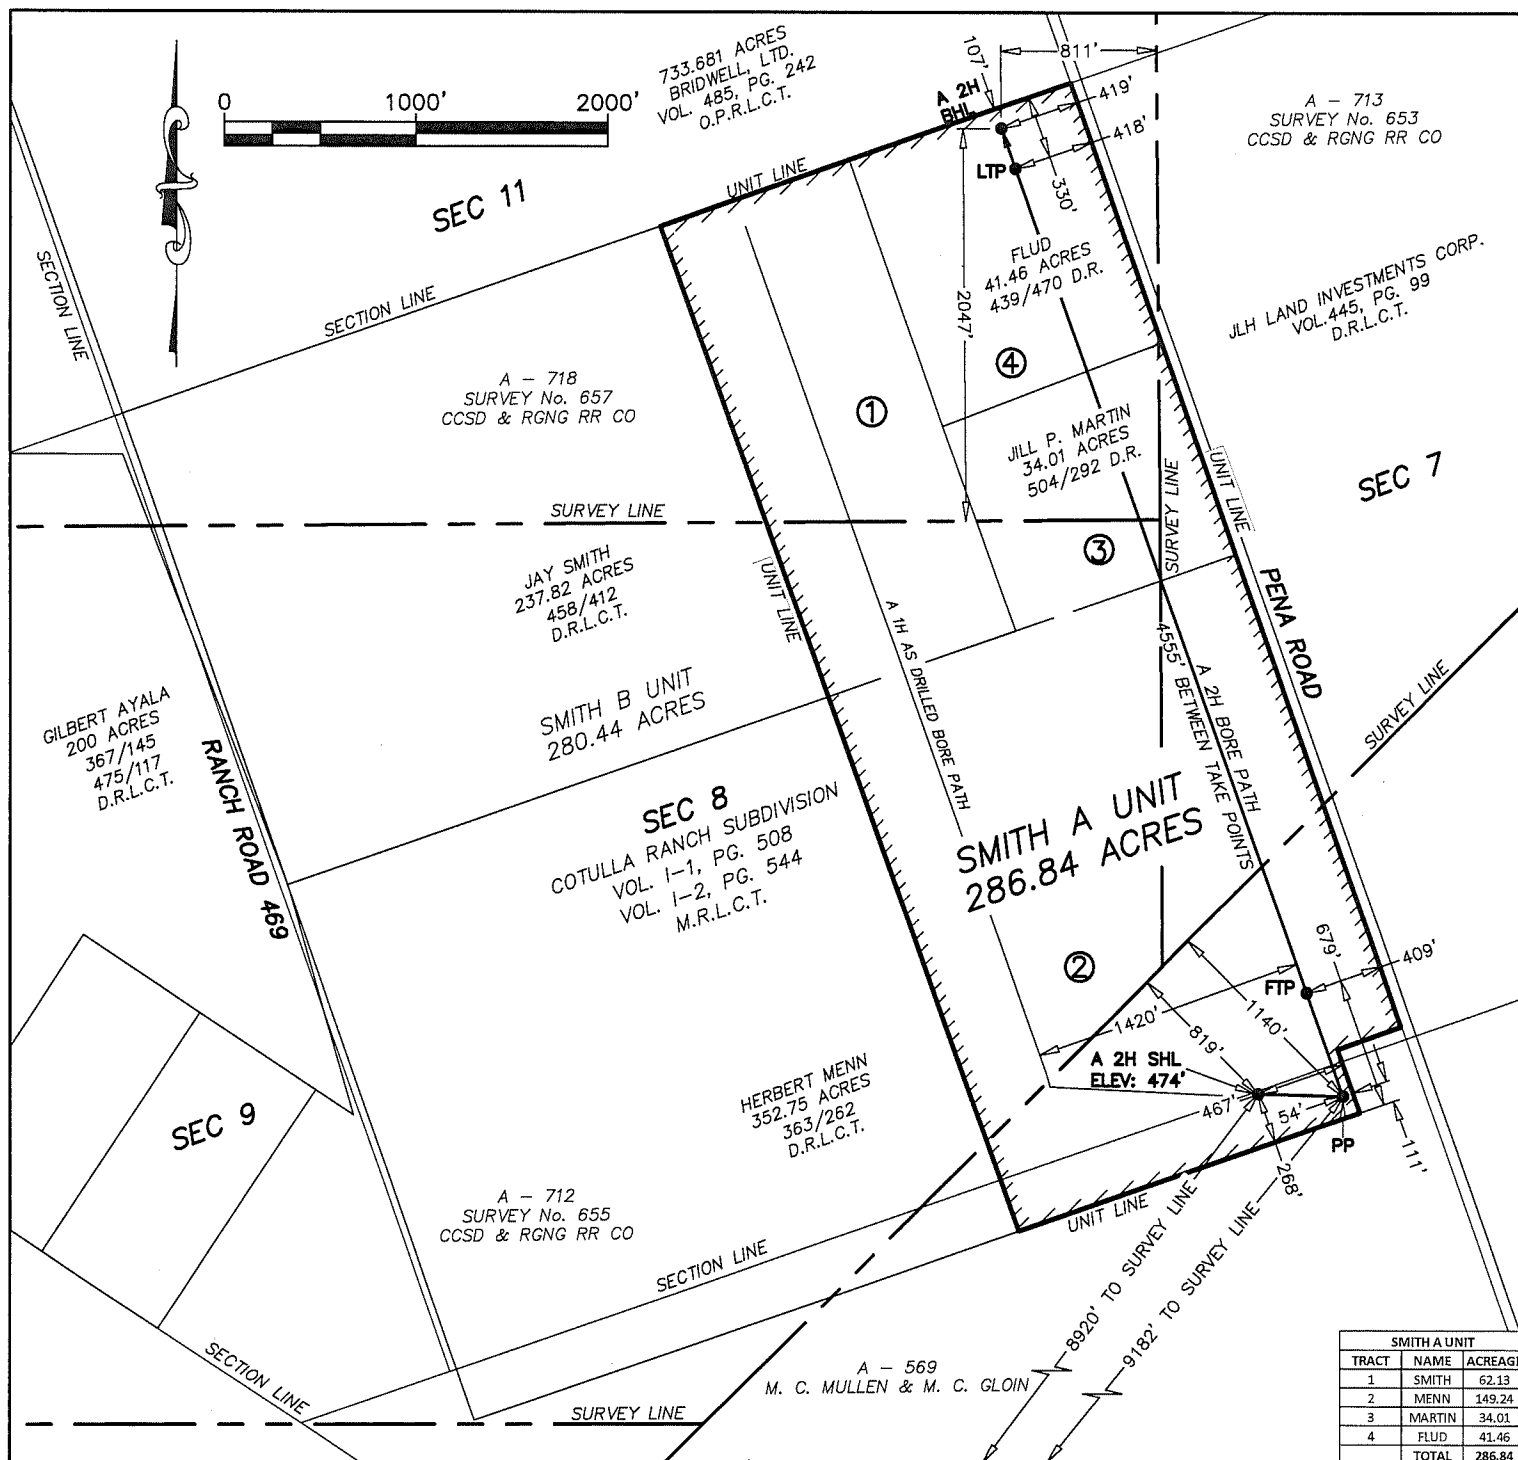 0 1000' 2000'
733.681 ACRES
BRIDWELL, LTD.
VOL. 485, PG. 242
O.P.R.L.C.T.
107'
811'
A 2H
BHL
419'
418'
LTP
330'
A - 713
SURVEY No. 653
CCSD & RGNG RR CO
SEC 11
UNIT LINE
SECTION LINE
SECTION LINE
FLUD
41.46 ACRES
439/470 D.R.
2047'
JLH LAND INVESTMENTS CORP.
VOL.445, PG. 99
D.R.L.C.T.
A - 718
SURVEY No. 657
CCSD & RGNG RR CO
1
4
JILL P. MARTIN
34.01 ACRES
504/292 D.R.
SURVEY LINE
UNIT LINE
SEC 7
SURVEY LINE
3
JAY SMITH
237.82 ACRES
458/412
D.R.L.C.T.
UNIT LINE
A 1H AS DRILLED BORE PATH
PENA ROAD
4555' BETWEEN TAKE POINTS
A 2H BORE PATH
SURVEY LINE
GILBERT AYALA
200 ACRES
367/145
475/117
D.R.L.C.T.
RANCH ROAD 469
SMITH B UNIT
280.44 ACRES
SEC 8
COTULLA RANCH SUBDIVISION
VOL. I-1, PG. 508
VOL. I-2, PG. 544
M.R.L.C.T.
SMITH A UNIT
286.84 ACRES
2
679'
409'
FTP
1420'
819'
1140'
A 2H SHL
ELEV: 474'
467'
54'
PP
111'
268'
HERBERT MENN
352.75 ACRES
363/262
D.R.L.C.T.
SEC 9
A - 712
SURVEY No. 655
CCSD & RGNG RR CO
UNIT LINE
SECTION LINE
8920' TO SURVEY LINE
9182' TO SURVEY LINE
SECTION LINE
SURVEY LINE
A - 569
M. C. MULLEN & M. C. GLOIN
SMITH A UNIT
TRACT NAME ACREAG
1 SMITH 62.13
2 MENN 149.24
3 MARTIN 34.01
4 FLUD 41.46
TOTAL 286.84